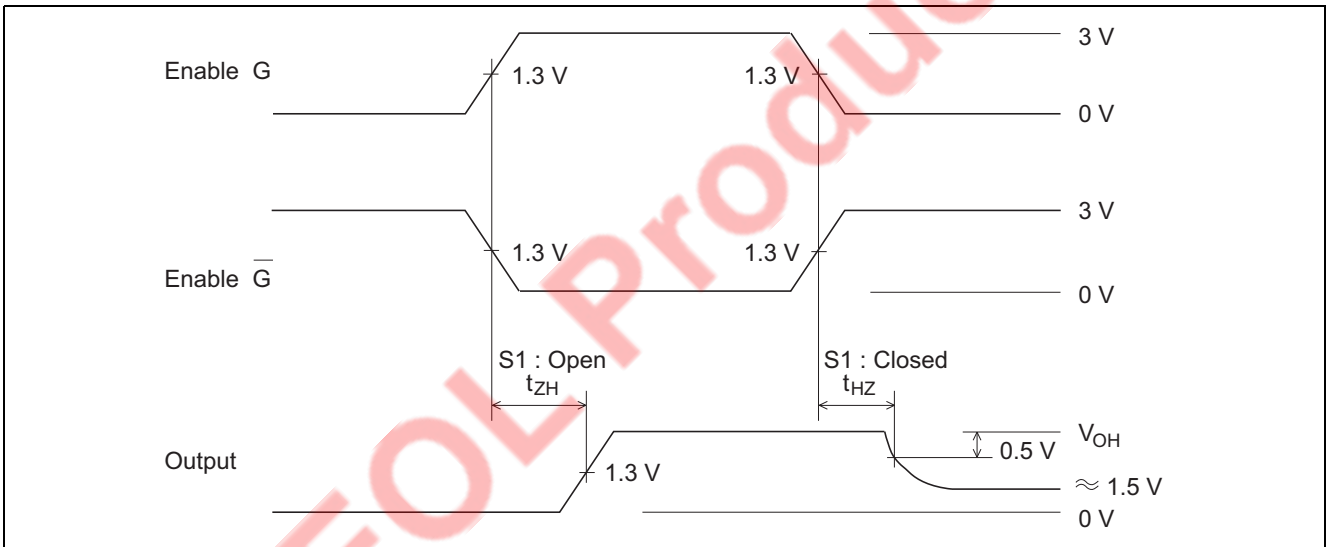 3 V
Enable G
1.3 V
1.3 V
0 V
3 V
1.3 V
1.3 V
Enable G̅
0 V
S1 : Open
tZH
S1 : Closed
tHZ
VOH
0.5 V
Output
1.3 V
≈ 1.5 V
0 V
EOL Produc